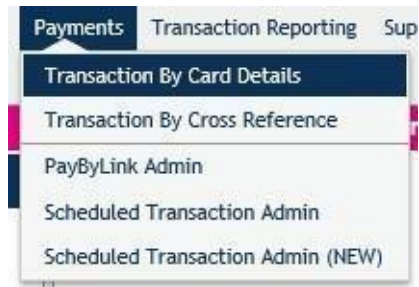 Payments Transaction Reporting Sup
Transaction By Card Details
Transaction By Cross Reference
PayByLink Admin
Scheduled Transaction Admin
Scheduled Transaction Admin (NEW)